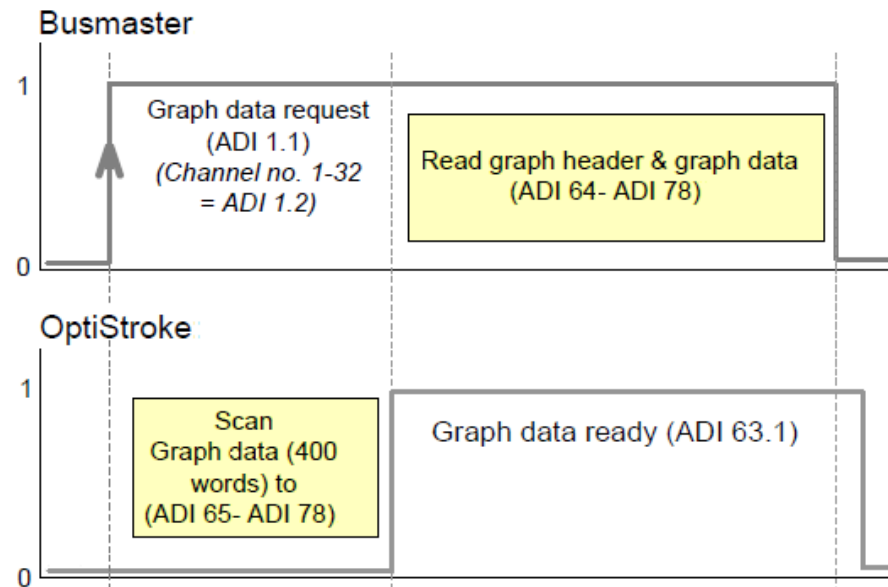 Busmaster
1
Graph data request
(ADI 1.1)
(Channel no. 1-32
= ADI 1.2)
Read graph header & graph data
(ADI 64- ADI 78)
0
OptiStroke
1
Scan
Graph data (400
words) to
(ADI 65- ADI 78)
Graph data ready (ADI 63.1)
0